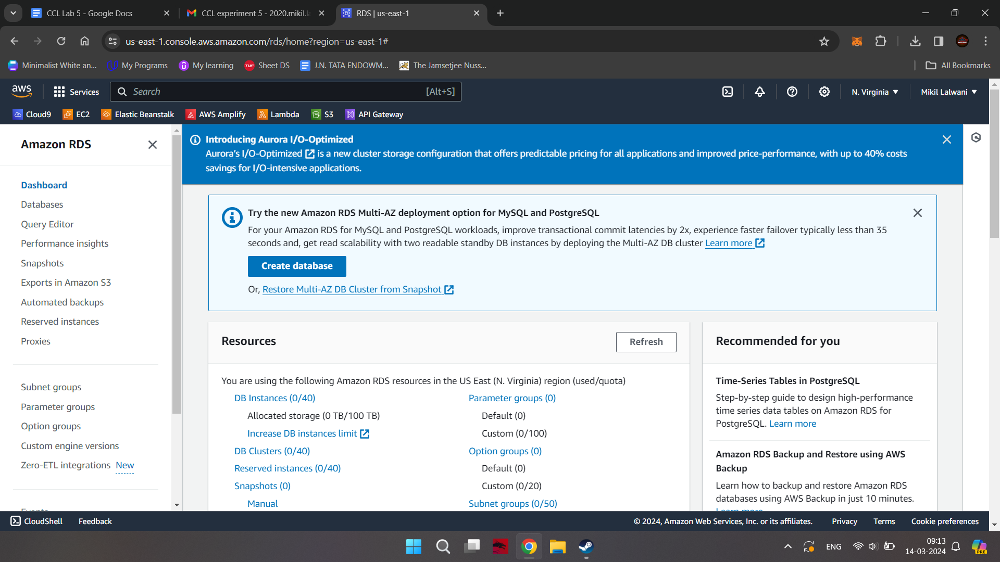 CCL Lab 5 - Google Docs
CCL experiment 5 - 2020.mikil.la
RDS | us-east-1
us-east-1.console.aws.amazon.com/rds/home?region=us-east-1#
Minimalist White an...
My Programs
My learning
TUF
Sheet DS
J.N. TATA ENDOWM...
The Jamsetjee Nuss...
All Bookmarks
aws
Services
Search
[Alt+S]
N. Virginia
Mikil Lalwani
Cloud9
EC2
Elastic Beanstalk
AWS Amplify
Lambda
S3
API Gateway
Amazon RDS
Dashboard
Databases
Query Editor
Performance insights
Snapshots
Exports in Amazon S3
Automated backups
Reserved instances
Proxies
Subnet groups
Parameter groups
Option groups
Custom engine versions
Zero-ETL integrations New
Introducing Aurora I/O-Optimized
Aurora's I/O-Optimized is a new cluster storage configuration that offers predictable pricing for all applications and improved price-performance, with up to 40% costs
savings for I/O-intensive applications.
Try the new Amazon RDS Multi-AZ deployment option for MySQL and PostgreSQL
For your Amazon RDS for MySQL and PostgreSQL workloads, improve transactional commit latencies by 2x, experience faster failover typically less than 35
seconds and, get read scalability with two readable standby DB instances by deploying the Multi-AZ DB cluster Learn more
Create database
Or, Restore Multi-AZ DB Cluster from Snapshot
Resources
Refresh
You are using the following Amazon RDS resources in the US East (N. Virginia) region (used/quota)
DB Instances (0/40)
Allocated storage (0 TB/100 TB)
Increase DB instances limit
DB Clusters (0/40)
Reserved instances (0/40)
Snapshots (0)
Manual
Parameter groups (0)
Default (0)
Custom (0/100)
Option groups (0)
Default (0)
Custom (0/20)
Subnet groups (0/50)
Recommended for you
Time-Series Tables in PostgreSQL
Step-by-step guide to design high-performance
time series data tables on Amazon RDS for
PostgreSQL. Learn more
Amazon RDS Backup and Restore using AWS
Backup
Learn how to backup and restore Amazon RDS
databases using AWS Backup in just 10 minutes.
Learn more
CloudShell
Feedback
© 2024, Amazon Web Services, Inc. or its affiliates.
Privacy
Terms
Cookie preferences
ENG
09:13
14-03-2024
PRE